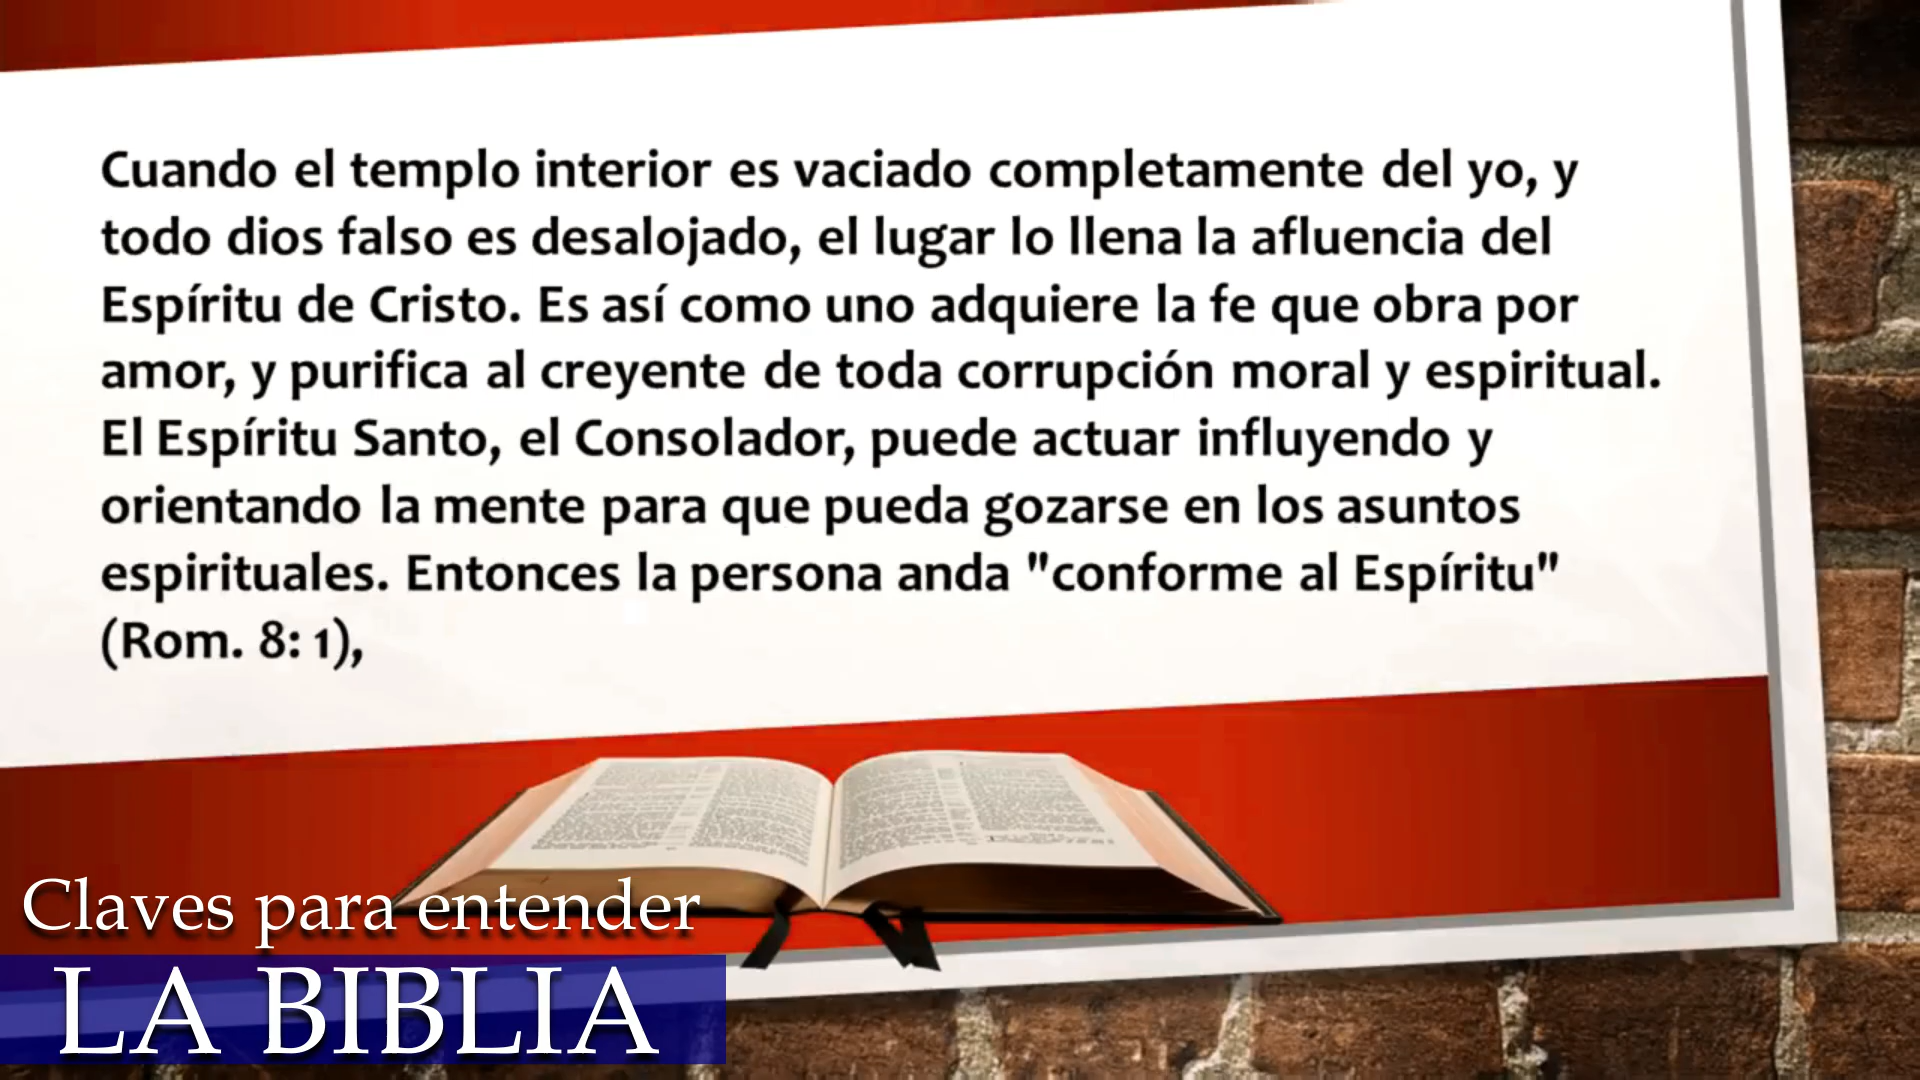 Cuando el templo interior es vaciado completamente del yo, y
todo dios falso es desalojado, el lugar lo llena la afluencia del
Espíritu de Cristo. Es así como uno adquiere la fe que obra por
amor, y purifica al creyente de toda corrupción moral y espiritual.
El Espíritu Santo, el Consolador, puede actuar influyendo y
orientando la mente para que pueda gozarse en los asuntos
espirituales. Entonces la persona anda "conforme al Espíritu"
(Rom. 8: 1),
Claves para entender
LA BIBLIA